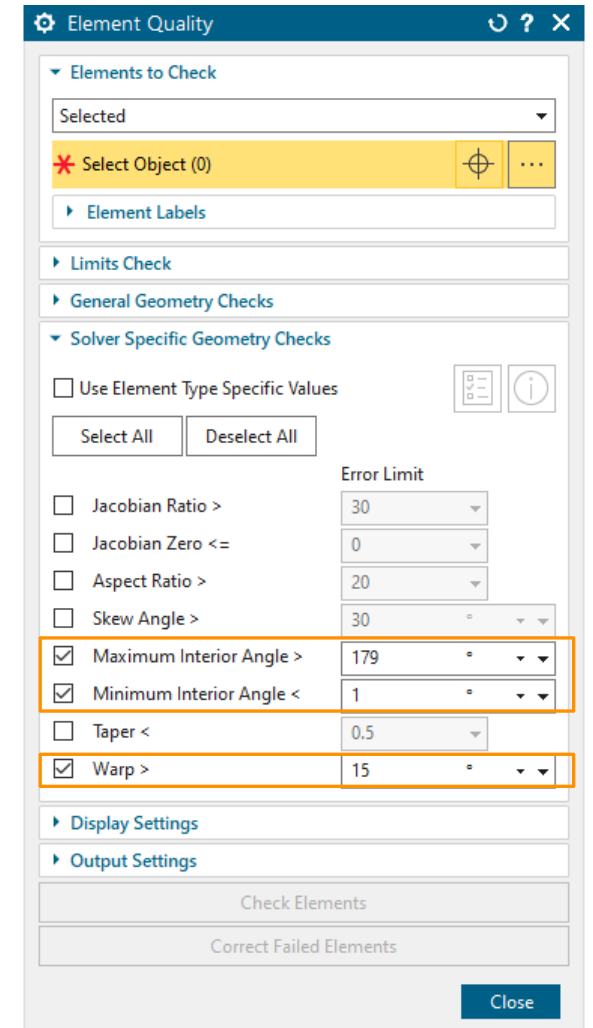 Element Quality
Elements to Check
Selected
Select Object (0)
Element Labels
Limits Check
General Geometry Checks
Solver Specific Geometry Checks
Use Element Type Specific Values
Select All Deselect All
Error Limit
Jacobian Ratio > 30
Jacobian Zero <= 0
Aspect Ratio > 20
Skew Angle > 30 °
Maximum Interior Angle > 179 °
Minimum Interior Angle < 1 °
Taper < 0.5
Warp > 15 °
Display Settings
Output Settings
Check Elements
Correct Failed Elements
Close